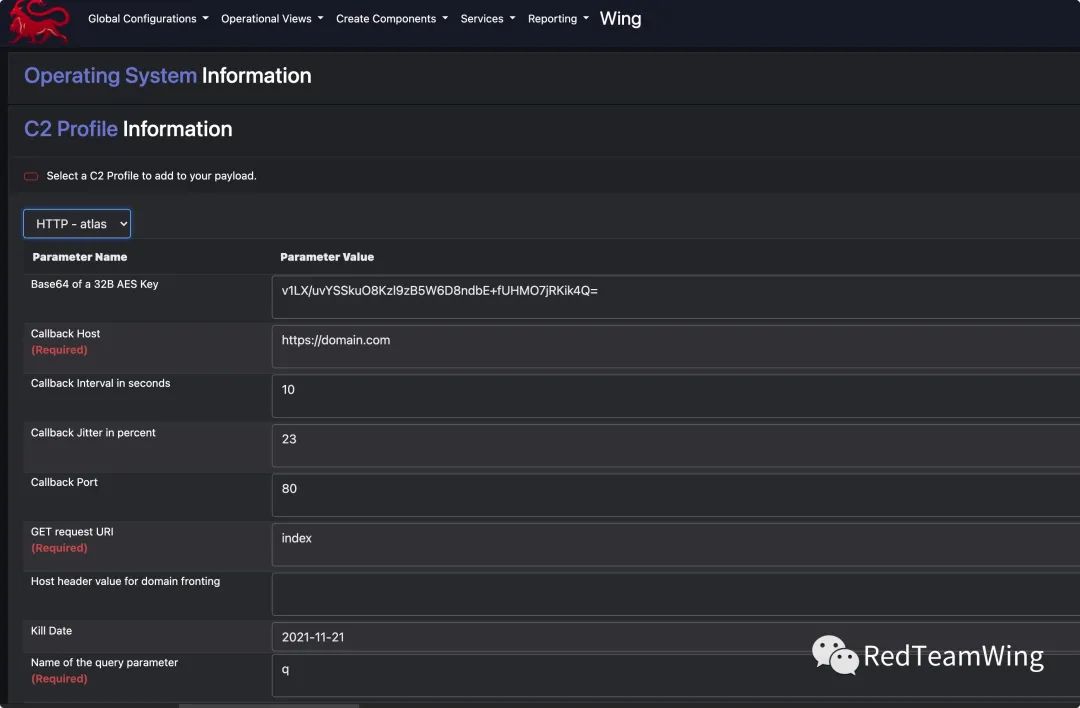 Global Configurations Operational Views Create Components Services Reporting Wing
Operating System Information
C2 Profile Information
Select a C2 Profile to add to your payload.
HTTP - atlas
Parameter Name Parameter Value
Base64 of a 32B AES Key v1LX/uvYSSkuO8KzI9zB5W6D8ndbE+fUHMO7jRKik4Q=
Callback Host https://domain.com
(Required)
Callback Interval in seconds 10
Callback Jitter in percent 23
Callback Port 80
GET request URI index
(Required)
Host header value for domain fronting
Kill Date 2021-11-21
Name of the query parameter q
(Required)
RedTeamWing